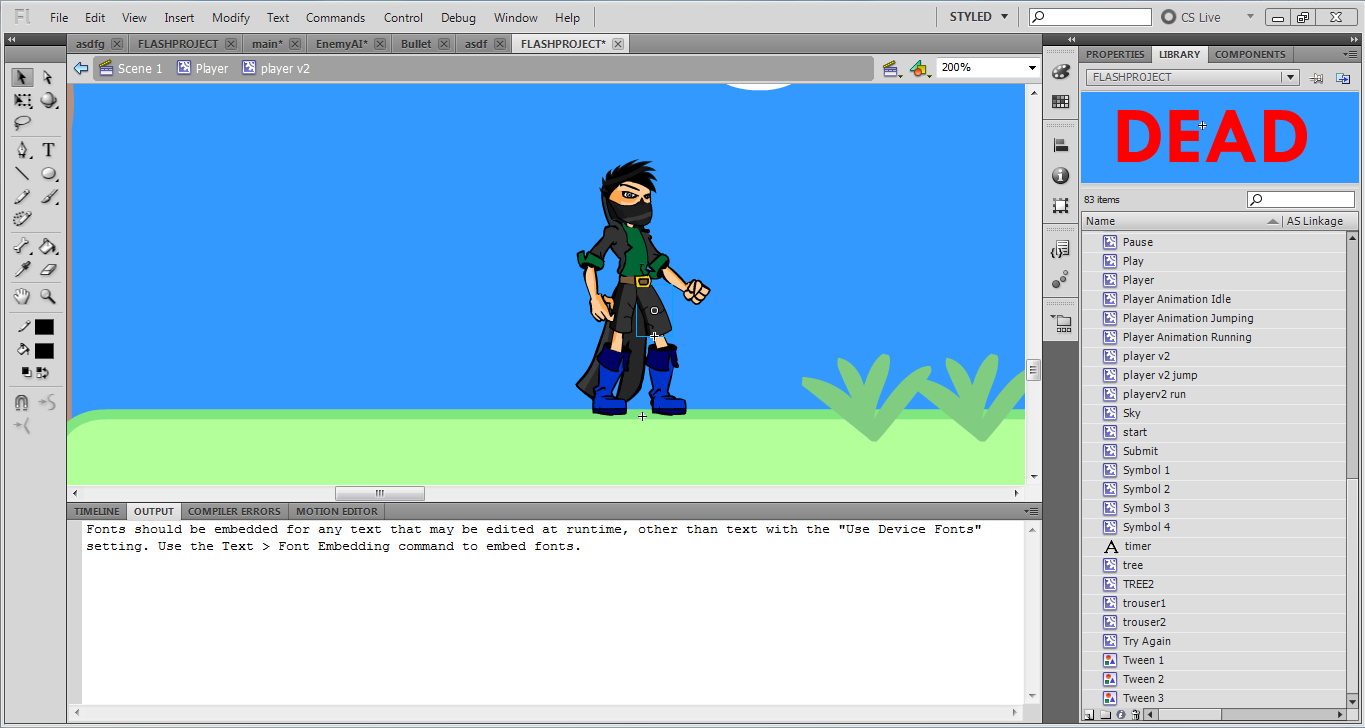 Fl File Edit View Insert Modify Text Commands Control Debug Window Help STYLED CS Live
asdfg FLASHPROJECT main* EnemyAI* Bullet asdf FLASHPROJECT*
Scene 1 Player player v2 200%
PROPERTIES LIBRARY COMPONENTS
FLASHPROJECT
DEAD
83 items
Name AS Linkage
Pause
Play
Player
Player Animation Idle
Player Animation Jumping
Player Animation Running
player v2
player v2 jump
playerv2 run
Sky
start
Submit
Symbol 1
Symbol 2
Symbol 3
Symbol 4
timer
tree
TREE2
trouser1
trouser2
Try Again
Tween 1
Tween 2
Tween 3
TIMELINE OUTPUT COMPILER ERRORS MOTION EDITOR
Fonts should be embedded for any text that may be edited at runtime, other than text with the "Use Device Fonts"
setting. Use the Text > Font Embedding command to embed fonts.